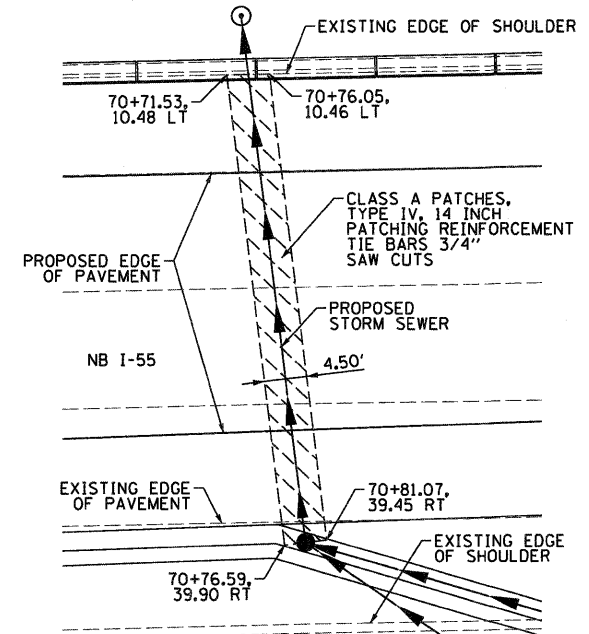 EXISTING EDGE OF SHOULDER
70+71.53,
10.48 LT
70+76.05,
10.46 LT
CLASS A PATCHES,
TYPE IV, 14 INCH
PATCHING REINFORCEMENT
TIE BARS 3/4"
SAW CUTS
PROPOSED EDGE
OF PAVEMENT
PROPOSED
STORM SEWER
NB I-55
4.50'
EXISTING EDGE
OF PAVEMENT
70+81.07,
39.45 RT
EXISTING EDGE
OF SHOULDER
70+76.59,
39.90 RT